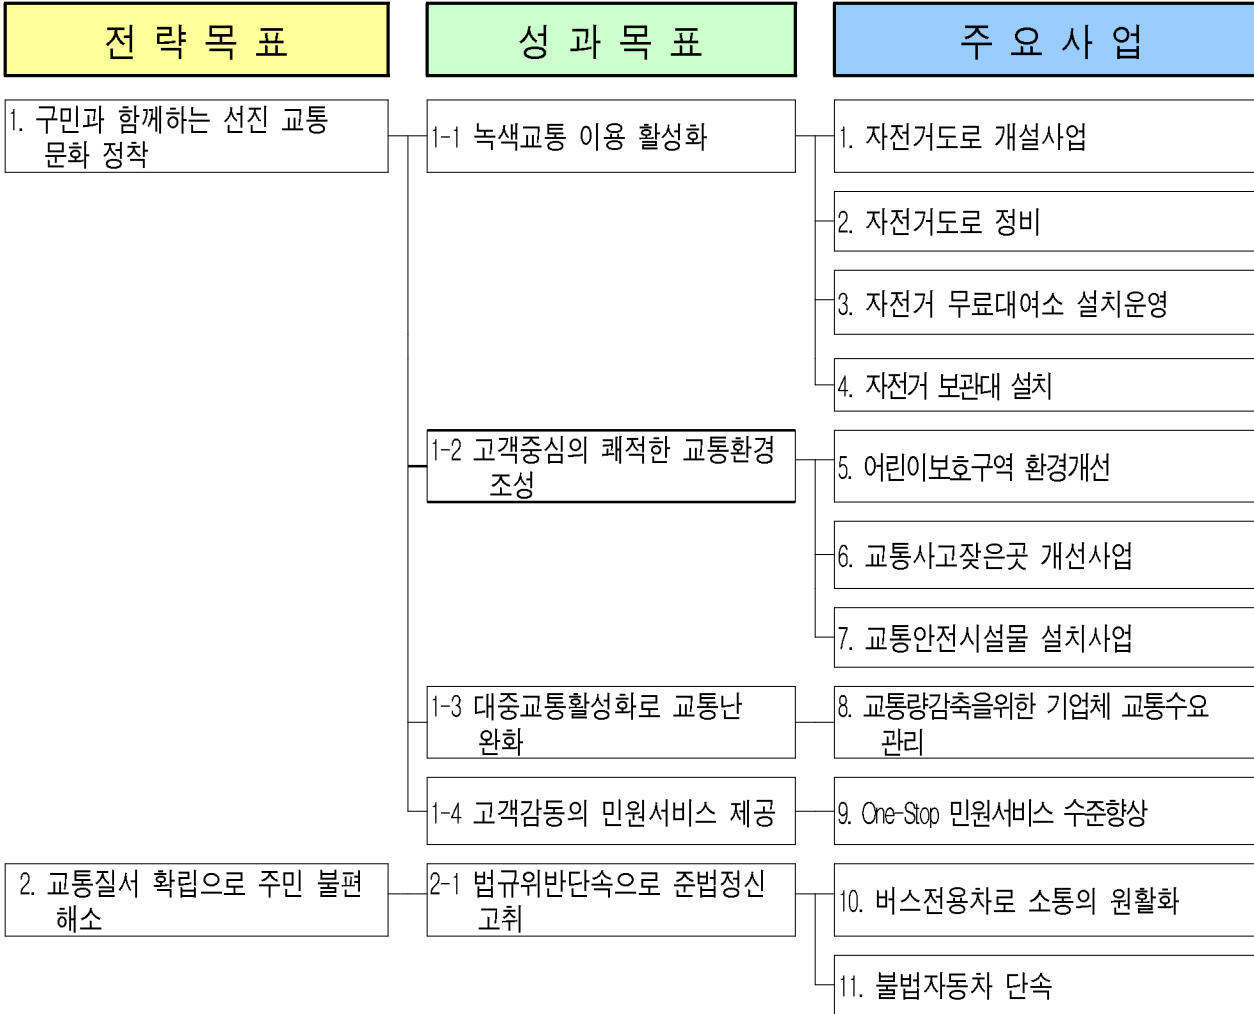 전략목표
성과목표
주요사업
1. 구민과 함께하는 선진 교통
문화 정착
1-1 녹색교통 이용 활성화
1. 자전거도로 개설사업
2. 자전거도로 정비
3. 자전거 무료대여소 설치운영
4. 자전거 보관대 설치
1-2 고객중심의 쾌적한 교통환경
조성
5. 어린이보호구역 환경개선
6. 교통사고잦은곳 개선사업
7. 교통안전시설물 설치사업
1-3 대중교통활성화로 교통난
완화
8. 교통량감축을위한 기업체 교통수요
관리
1-4 고객감동의 민원서비스 제공
9. One-Stop 민원서비스 수준향상
2. 교통질서 확립으로 주민 불편
해소
2-1 법규위반단속으로 준법정신
고취
10. 버스전용차로 소통의 원활화
11. 불법자동차 단속